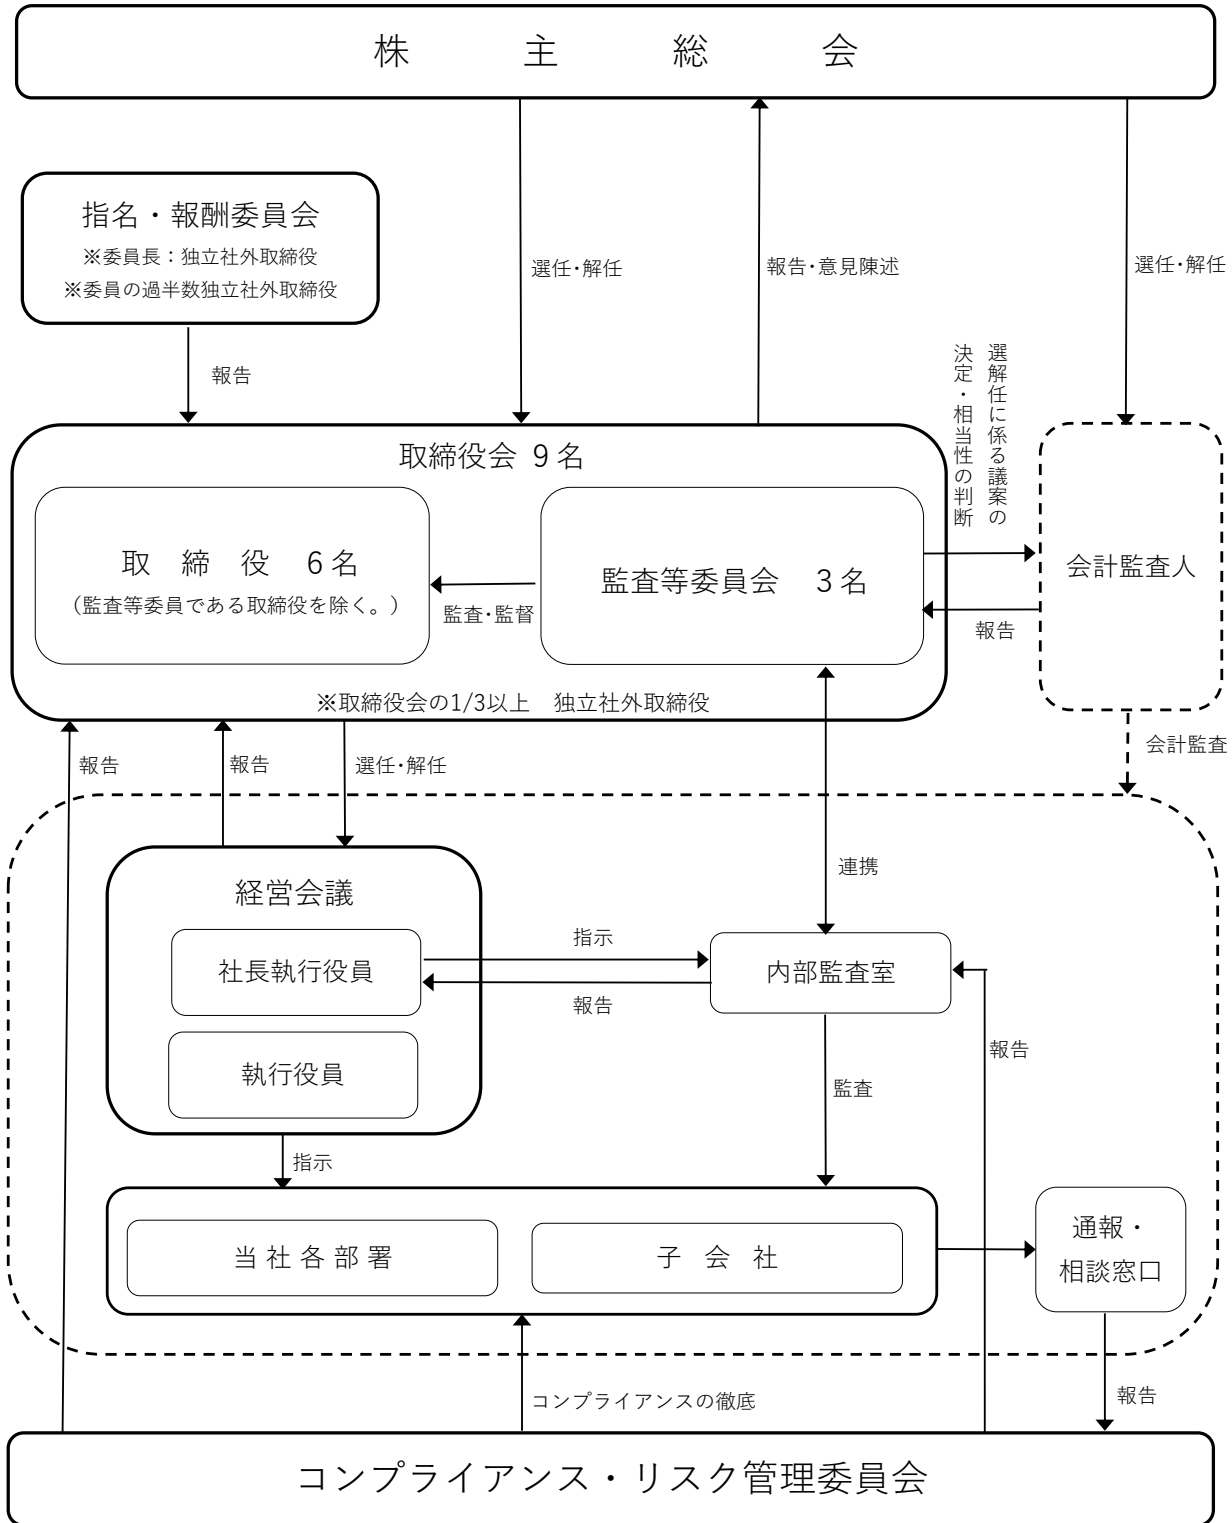 株主総会
指名・報酬委員会
※委員長：独立社外取締役
※委員の過半数独立社外取締役
選任・解任
報告・意見陳述
選任・解任
報告
選解任に係る議案の
決定・相当性の判断
取締役会 9名
取締役 6名
（監査等委員である取締役を除く。）
監査・監督
監査等委員会 3名
会計監査人
報告
※取締役会の1/3以上 独立社外取締役
報告
報告
選任・解任
会計監査
連携
経営会議
社長執行役員
執行役員
指示
報告
内部監査室
報告
監査
指示
当社各部署
子会社
通報・
相談窓口
コンプライアンスの徹底
報告
コンプライアンス・リスク管理委員会